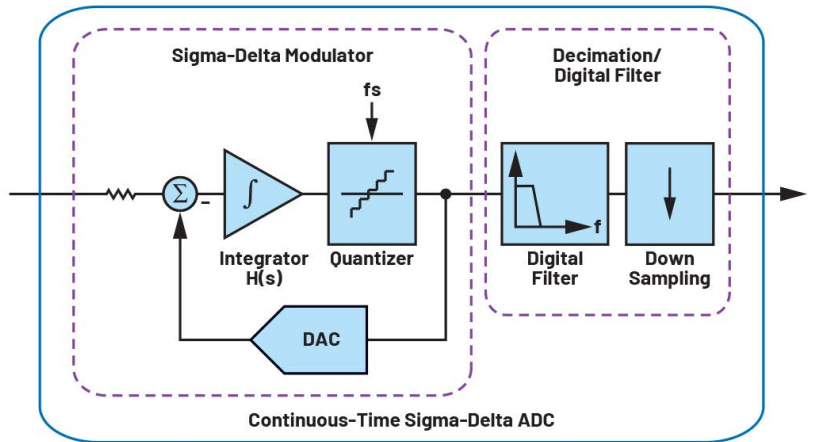 Sigma-Delta Modulator
Decimation/
Digital Filter
fs
Σ
-
∫
f
Integrator
H(s)
Quantizer
Digital
Filter
Down
Sampling
DAC
Continuous-Time Sigma-Delta ADC